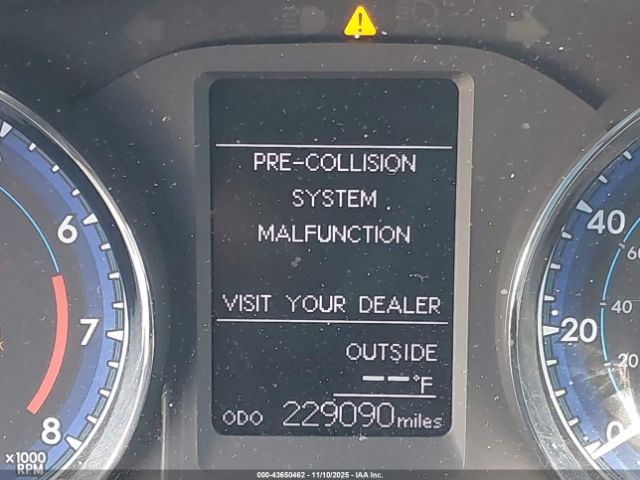 PRE-COLLISION
SYSTEM
MALFUNCTION
VISIT YOUR DEALER
OUTSIDE
-- °F
ODO 229090 miles
6
7
8
x1000
RPM
40
20
0
60
40
20
000-43650462 - 11/10/2025 - IAA Inc.